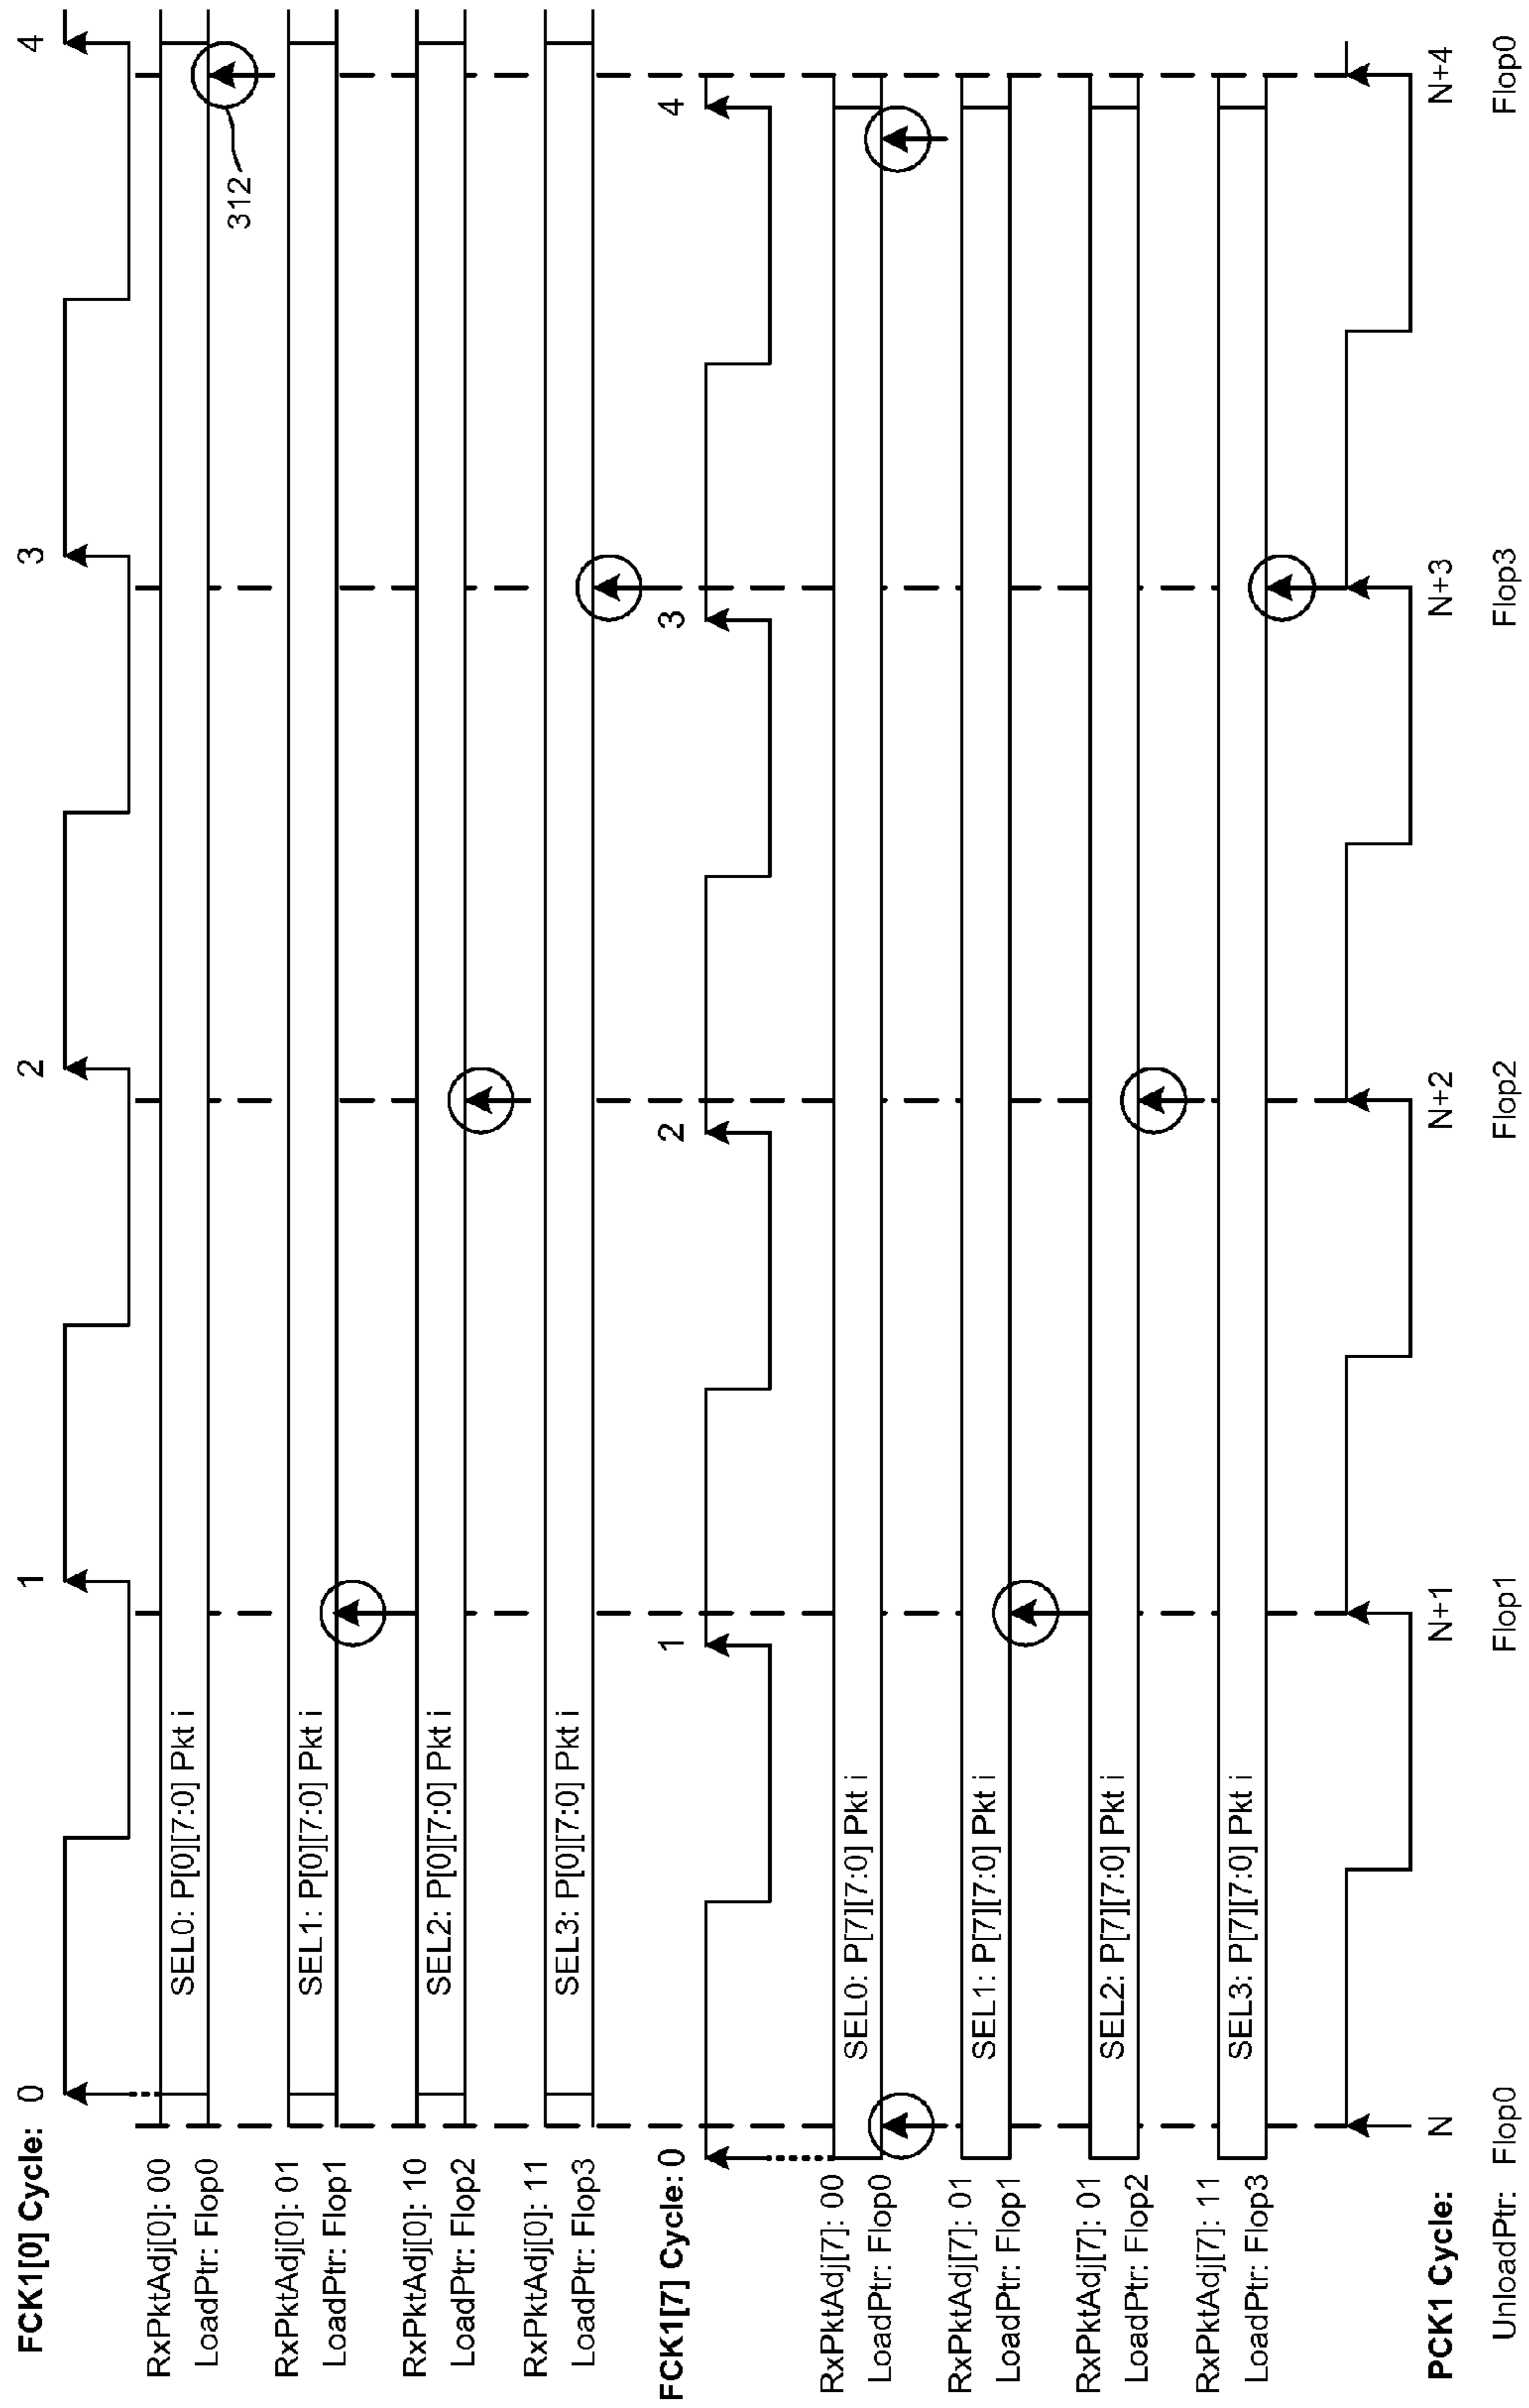 FCK1[0] Cycle: 0 1 2 3 4
RxPktAdj[0]: 00
LoadPtr: Flop0
SEL0: P[0][7:0] Pkt i
312
RxPktAdj[0]: 01
LoadPtr: Flop1
SEL1: P[0][7:0] Pkt i
RxPktAdj[0]: 10
LoadPtr: Flop2
SEL2: P[0][7:0] Pkt i
RxPktAdj[0]: 11
LoadPtr: Flop3
SEL3: P[0][7:0] Pkt i
FCK1[7] Cycle: 0 1 2 3 4
RxPktAdj[7]: 00
LoadPtr: Flop0
SEL0: P[7][7:0] Pkt i
RxPktAdj[7]: 01
LoadPtr: Flop1
SEL1: P[7][7:0] Pkt i
RxPktAdj[7]: 01
LoadPtr: Flop2
SEL2: P[7][7:0] Pkt i
RxPktAdj[7]: 11
LoadPtr: Flop3
SEL3: P[7][7:0] Pkt i
PCK1 Cycle: N N+1 N+2 N+3 N+4
UnloadPtr: Flop0 Flop1 Flop2 Flop3 Flop0